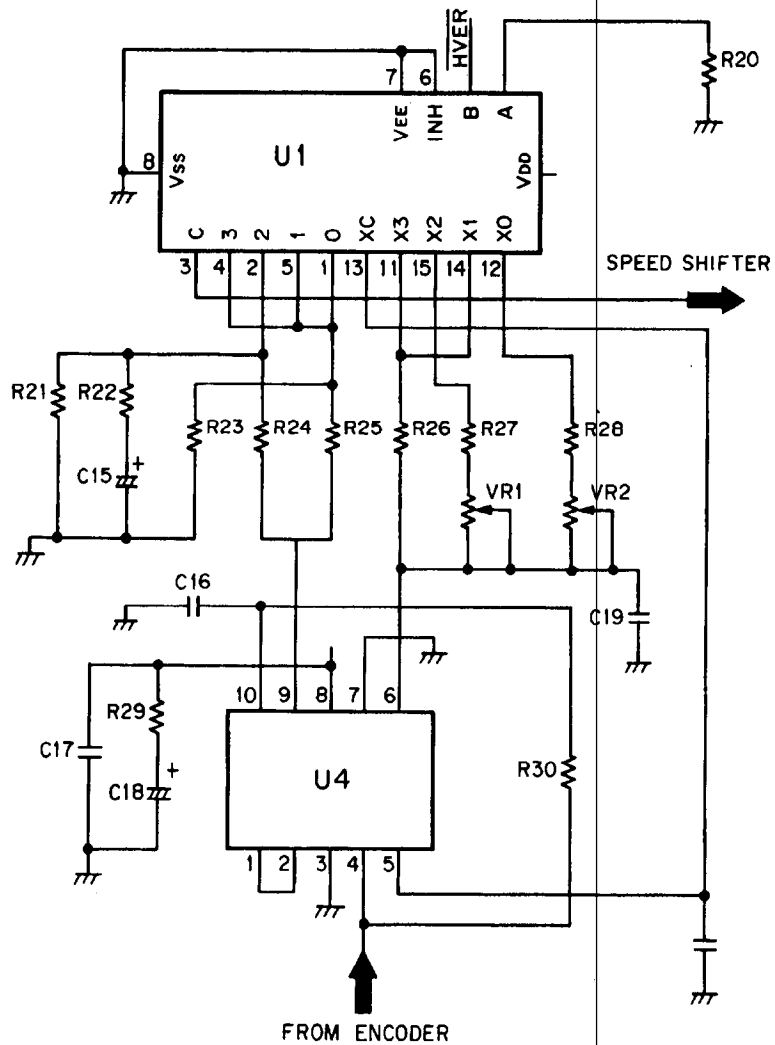 HVER
7 6 B A
R20
VEE INH B A
8 VSS U1 VDD
C 3 2 1 0 XC X3 X2 X1 X0
3 4 2 5 1 13 11 15 14 12
SPEED SHIFTER
R21 R22
R23 R24 R25 R26 R27 R28
C15 +
VR1 VR2
C16
C19
10 9 8 7 6
R29
C17
+
C18
U4
R30
1 2 3 4 5
FROM ENCODER